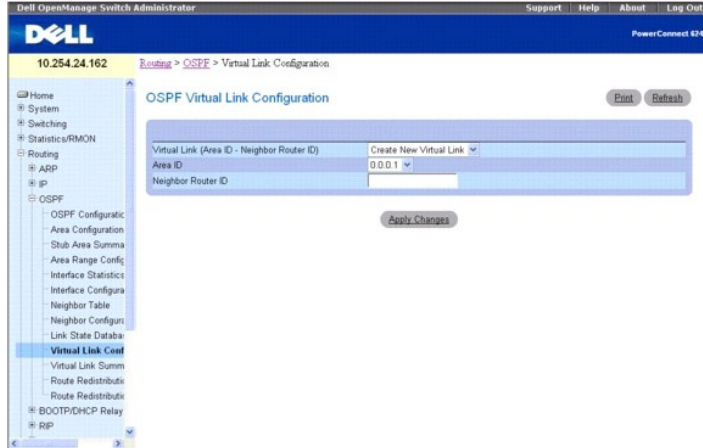 Dell OpenManage Switch Administrator
Support Help About Log Out
DELL
PowerConnect 624
10.254.24.162
Routing > OSPF > Virtual Link Configuration
Home
System
Switching
Statistics/RMON
Routing
ARP
IP
OSPF
OSPF Configuratic
Area Configuration
Stub Area Summa
Area Range Config
Interface Statistics
Interface Configura
Neighbor Table
Neighbor Configura
Link State Databa
Virtual Link Conf
Virtual Link Summ
Route Redistributic
Route Redistributic
BOOTP/DHCP Relay
RIP
OSPF Virtual Link Configuration
Print Refresh
Virtual Link (Area ID - Neighbor Router ID) Create New Virtual Link
Area ID 0.0.0.1
Neighbor Router ID
Apply Changes